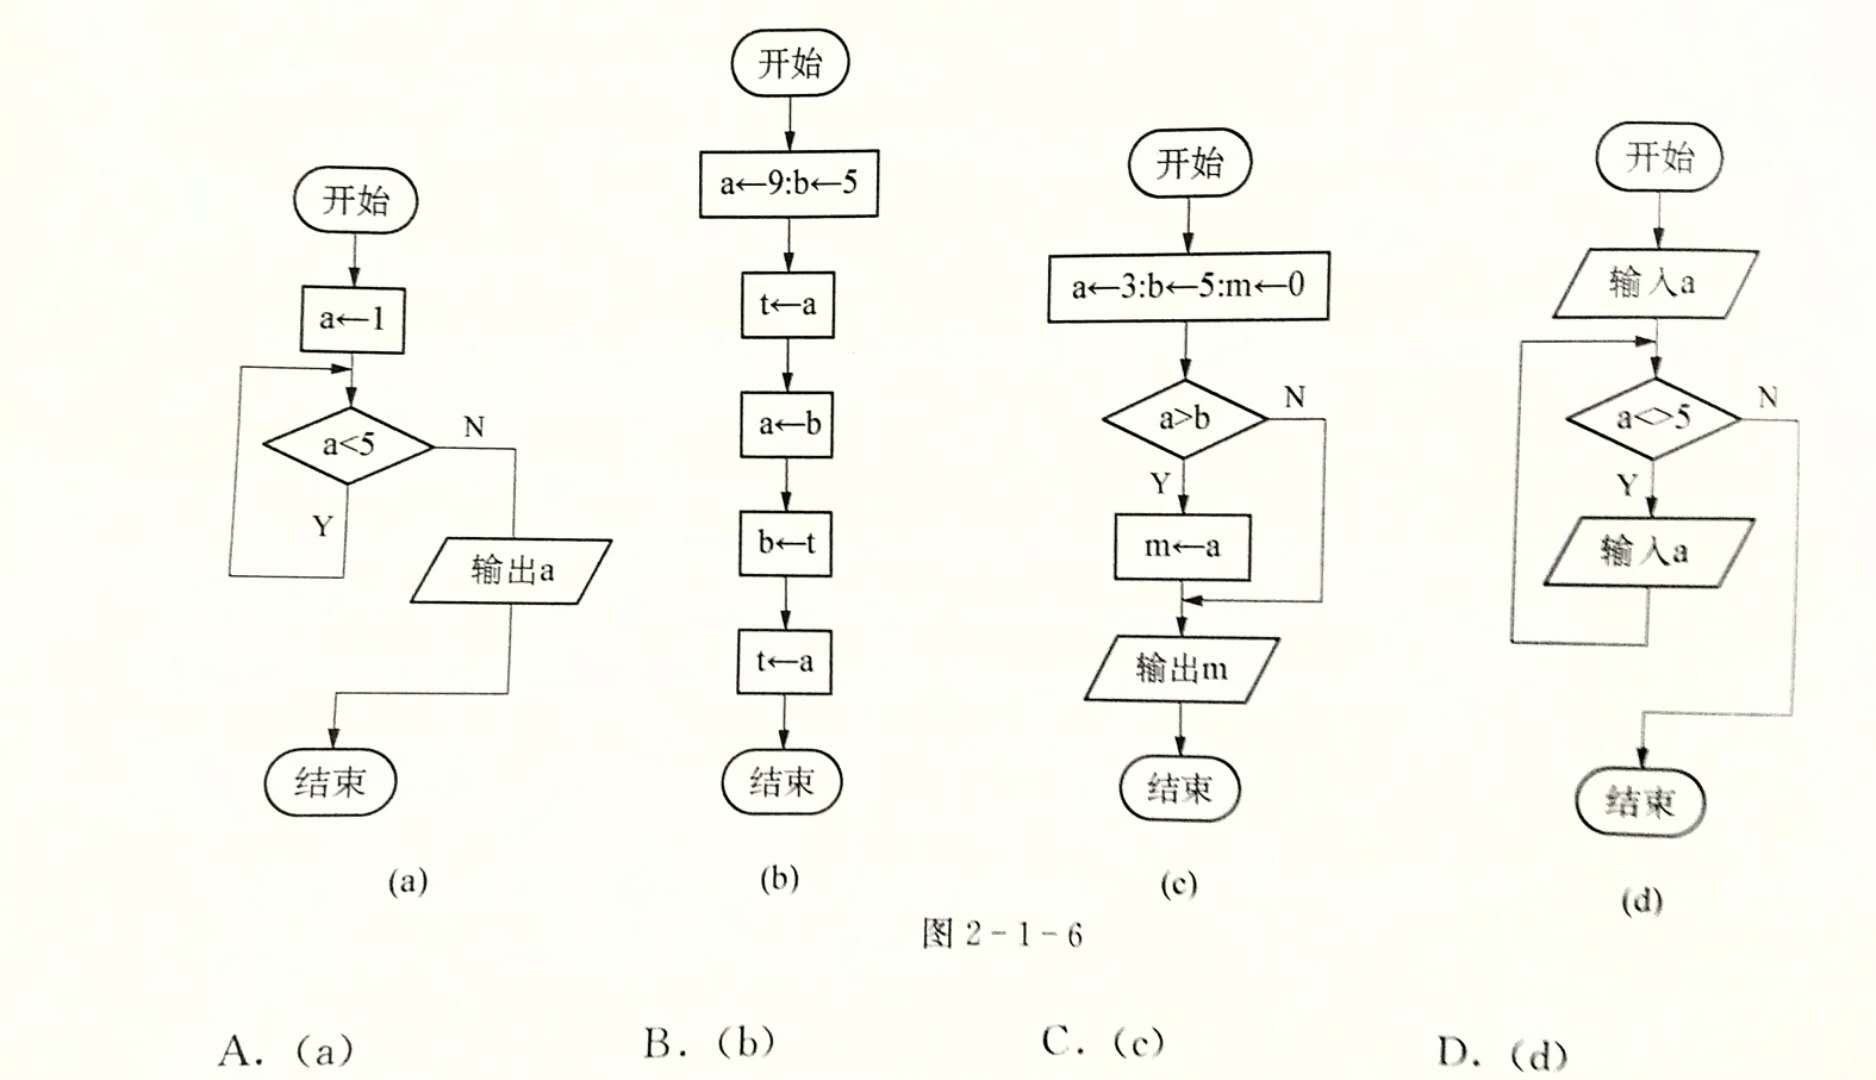 开始
a←1
a<5
N
Y
输出a
结束
(a)
开始
a←9:b←5
t←a
a←b
b←t
t←a
结束
(b)
开始
a←3:b←5:m←0
a>b
N
Y
m←a
输出m
结束
(c)
开始
输入a
a<>5
N
Y
输入a
结束
(d)
图 2-1-6
A. (a) B. (b) C. (c) D. (d)